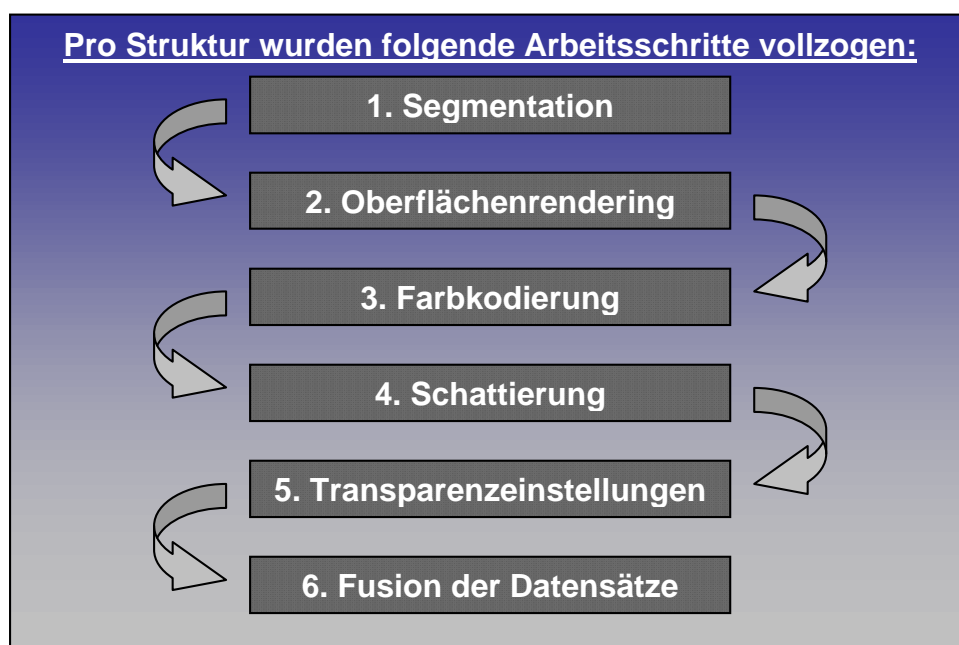 Pro Struktur wurden folgende Arbeitsschritte vollzogen:
1. Segmentation
2. Oberflächenrendering
3. Farbkodierung
4. Schattierung
5. Transparenzeinstellungen
6. Fusion der Datensätze